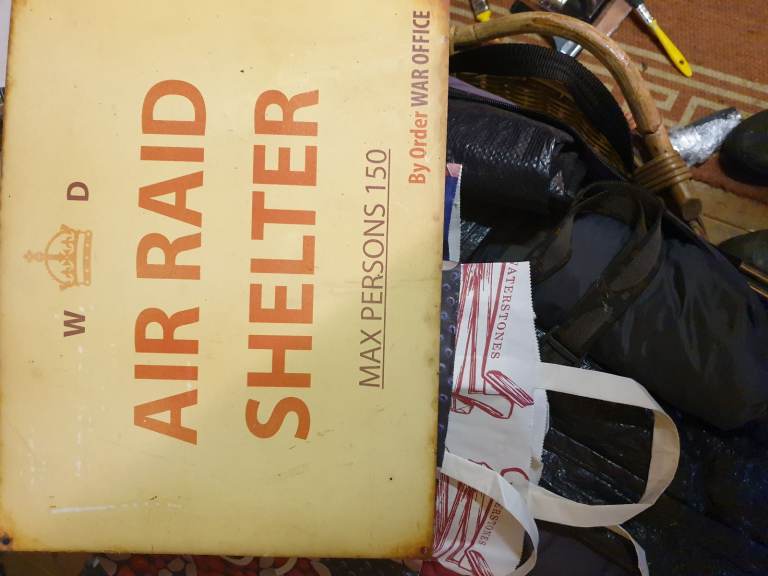 W D
AIR RAID
SHELTER
MAX PERSONS 150
By Order WAR OFFICE
WATERSTONES